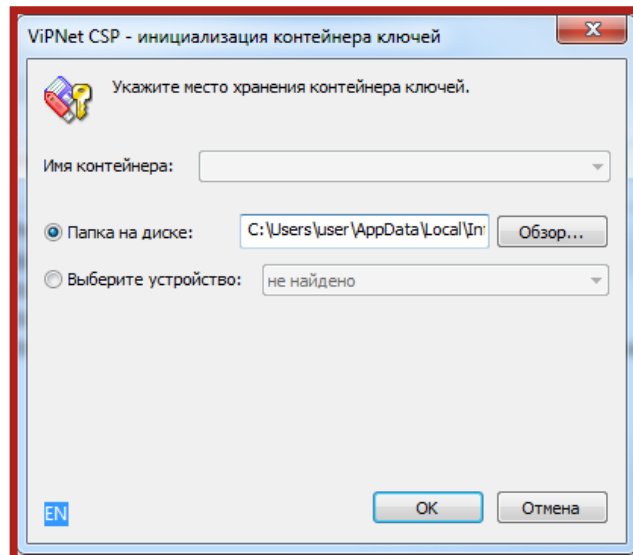 ViPNet CSP - инициализация контейнера ключей
Укажите место хранения контейнера ключей.
Имя контейнера:
Папка на диске: C:\Users\user\AppData\Local\Inf Обзор...
Выберите устройство: не найдено
EN OK Отмена